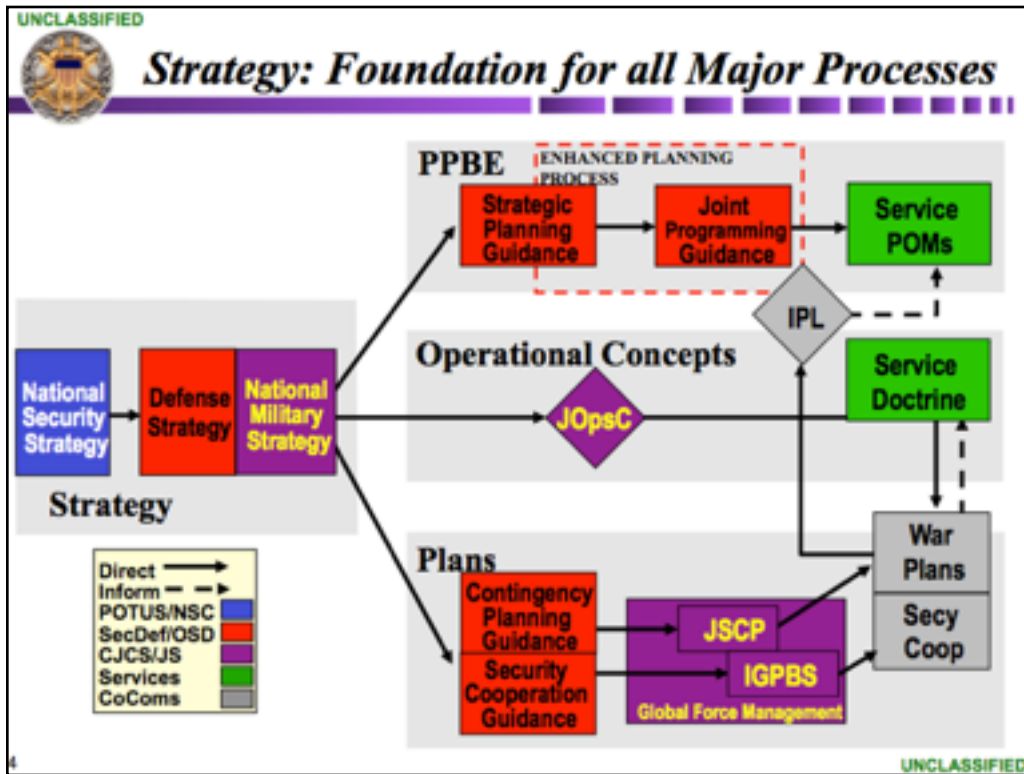 UNCLASSIFIED
Strategy: Foundation for all Major Processes
PPBE
ENHANCED PLANNING
PROCESS
Strategic
Planning
Guidance
Joint
Programming
Guidance
Service
POMs
IPL
Operational Concepts
National
Security
Strategy
Defense
Strategy
National
Military
Strategy
JOpsC
Service
Doctrine
Strategy
Plans
Contingency
Planning
Guidance
Security
Cooperation
Guidance
JSCP
IGPBS
Global Force Management
War
Plans
Secy
Coop
Direct
Inform
POTUS/NSC
SecDef/OSD
CJCS/JS
Services
CoComs
4
UNCLASSIFIED